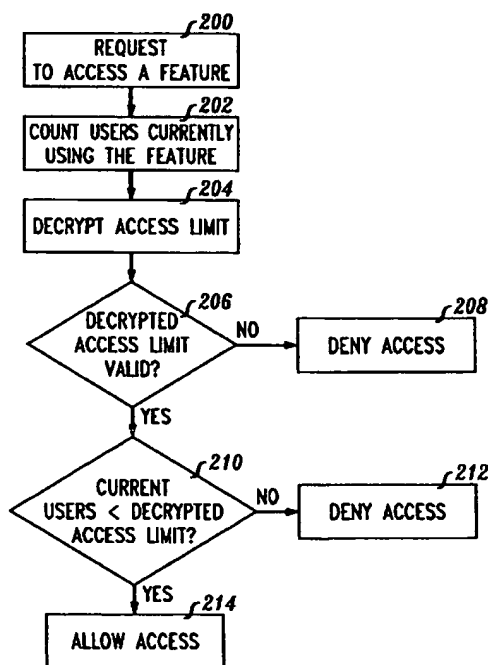 200
REQUEST
TO ACCESS A FEATURE
202
COUNT USERS CURRENTLY
USING THE FEATURE
204
DECRYPT ACCESS LIMIT
206
DECRYPTED
ACCESS LIMIT
VALID?
NO
208
DENY ACCESS
YES
210
CURRENT
USERS < DECRYPTED
ACCESS LIMIT?
NO
212
DENY ACCESS
YES
214
ALLOW ACCESS